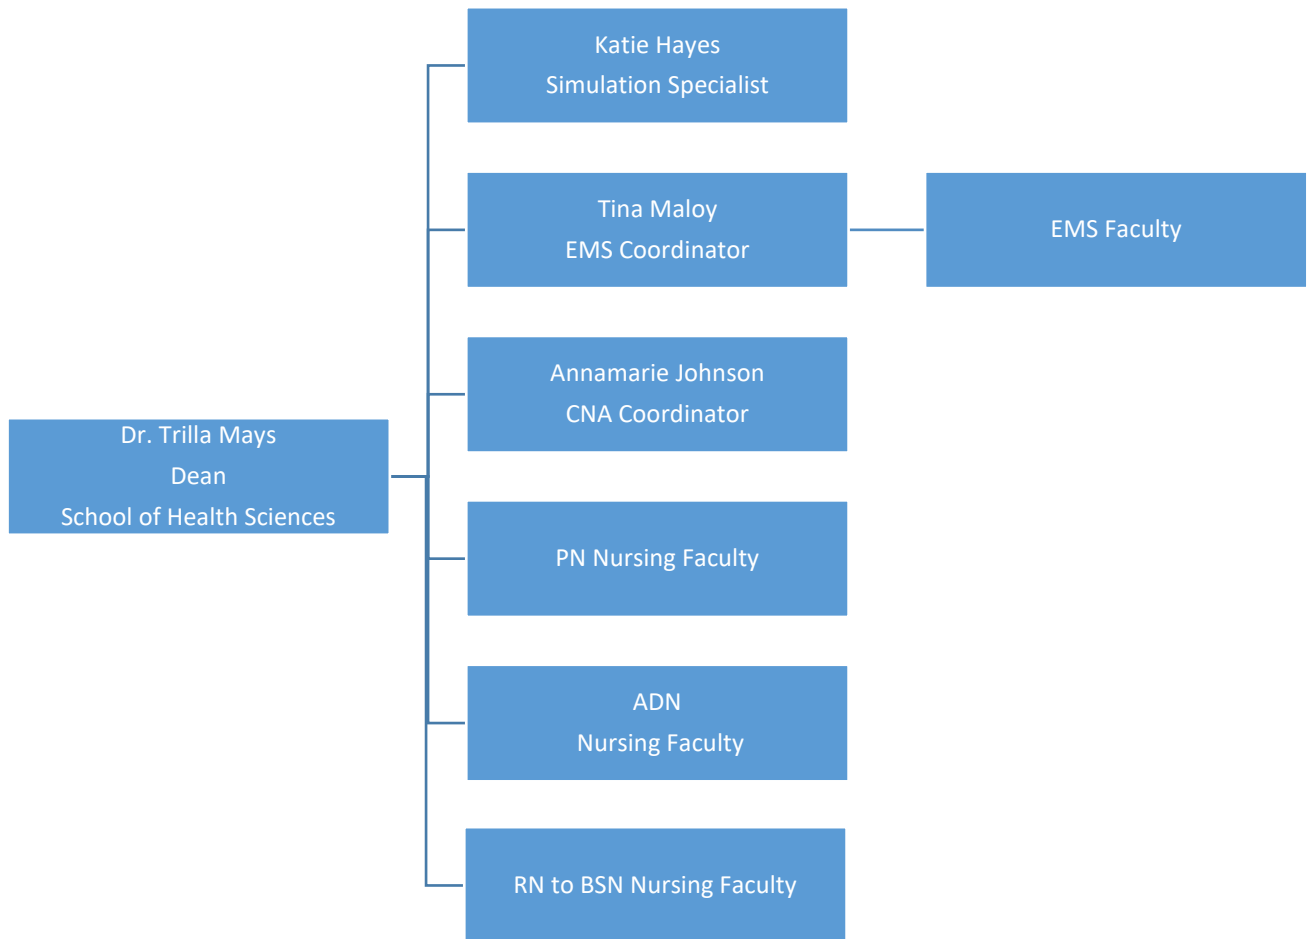 Katie Hayes
Simulation Specialist
Tina Maloy
EMS Coordinator
EMS Faculty
Annamarie Johnson
CNA Coordinator
Dr. Trilla Mays
Dean
School of Health Sciences
PN Nursing Faculty
ADN
Nursing Faculty
RN to BSN Nursing Faculty